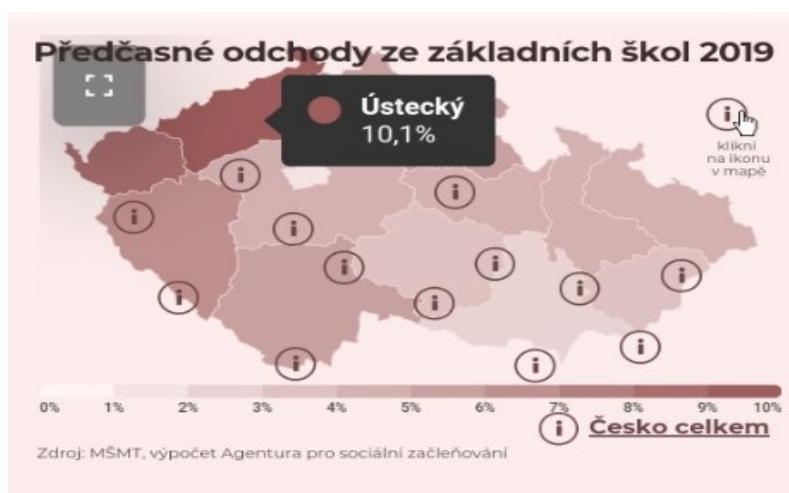 Předčasné odchody ze základních škol 2019
Ústecký
10,1%
klikni
na ikonu
v mapě
0% 1% 2% 3% 4% 5% 6% 7% 8% 9% 10%
Česko celkem
Zdroj: MŠMT, výpočet Agentura pro sociální začleňování